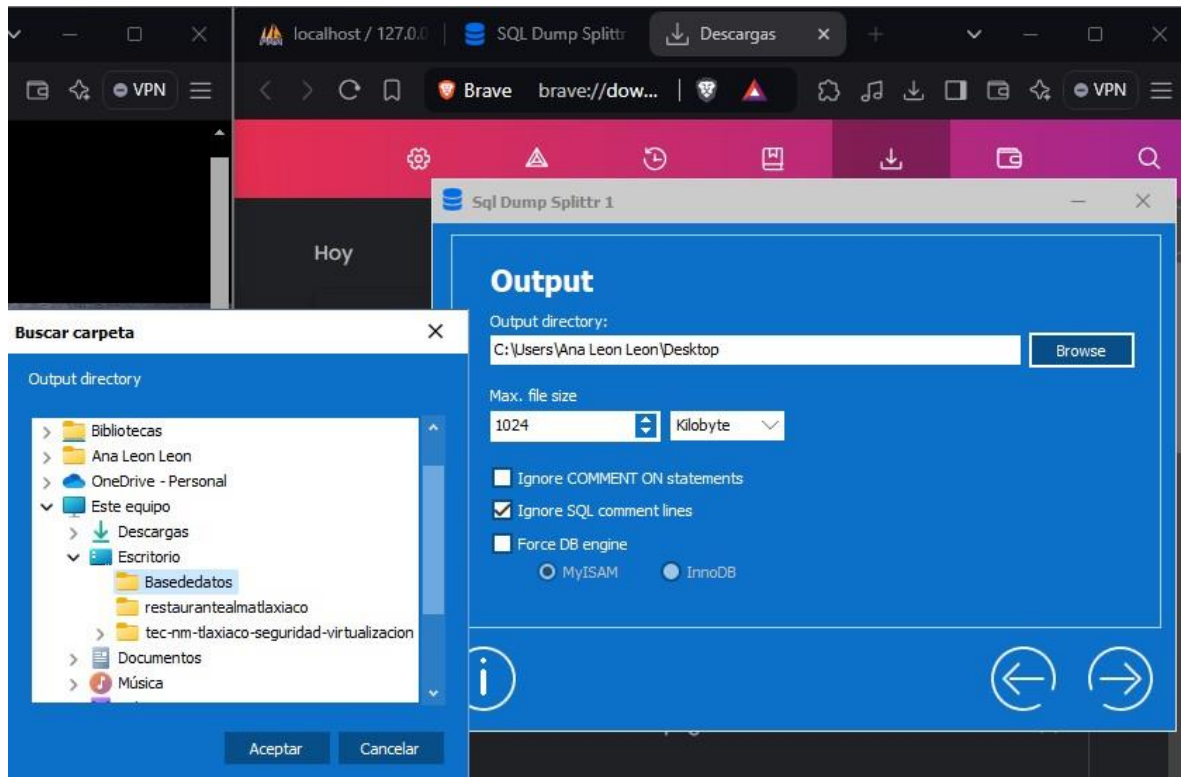 localhost / 127.0.0
SQL Dump Splittr
Descargas
VPN
Brave
brave://dow...
VPN
Hoy
Sql Dump Splittr 1
Output
Output directory:
C:\Users\Ana Leon Leon\Desktop
Browse
Max. file size
1024
Kilobyte
Ignore COMMENT ON statements
Ignore SQL comment lines
Force DB engine
MyISAM
InnoDB
Buscar carpeta
Output directory
Bibliotecas
Ana Leon Leon
OneDrive - Personal
Este equipo
Descargas
Escritorio
Basededatos
restaurantealmatlaxiaco
tec-nm-tlaxiaco-seguridad-virtualizacion
Documentos
Música
Aceptar
Cancelar